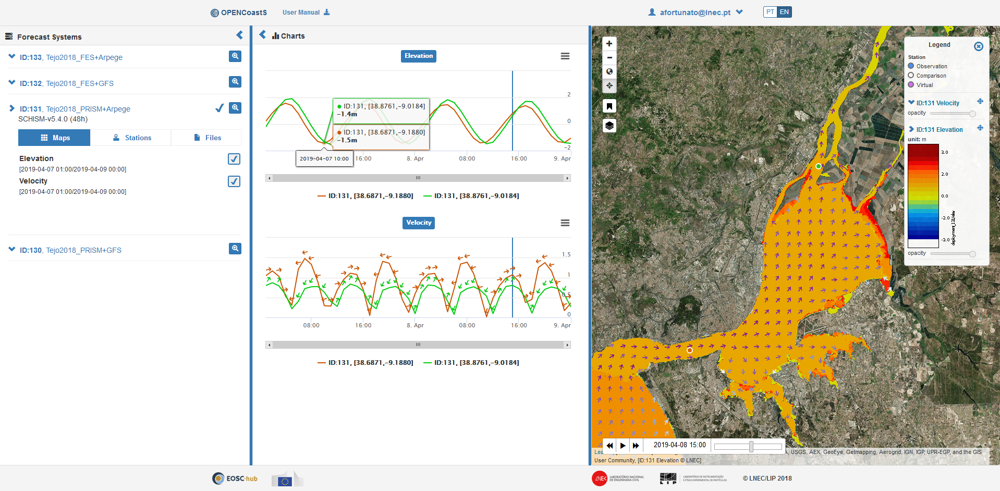 OPENCoastS
User Manual
afortunato@lnec.pt
PT EN
Forecast Systems
ID:133, Tejo2018_FES+Arpege
ID:132, Tejo2018_FES+GFS
ID:131, Tejo2018_PRISM+Arpege
SCHISM-v5.4.0 (48h)
Maps Stations Files
Elevation
[2019-04-07 01:00/2019-04-09 00:00]
Velocity
[2019-04-07 01:00/2019-04-09 00:00]
ID:130, Tejo2018_PRISM+GFS
Charts
Elevation
2
0
-2
ID:131, [38.8761,-9.0184]
-1.4m
ID:131, [38.6871,-9.1880]
-1.5m
2019-04-07 10:00
16:00 8. Apr 08:00 16:00 9. Apr
ID:131, [38.6871,-9.1880] ID:131, [38.8761,-9.0184]
Velocity
1.5
1
0.5
0
08:00 16:00 8. Apr 08:00 16:00 9. Apr
ID:131, [38.6871,-9.1880] ID:131, [38.8761,-9.0184]
Legend
Station
Observation
Comparison
Virtual
ID:131 Velocity
opacity
ID:131 Elevation
unit: m
3.0
2.0
0.0
-2.0
-3.0
opacity
2019-04-08 15:00
USGS, AEX, GeoEye, Getmapping, Aerogrid, IGN, IGP, UPR-EGP, and the GIS
User Community, [ID:131 Elevation © LNEC]
EOSC-hub
LNEC
LABORATÓRIO NACIONAL
DE ENGENHARIA CIVIL
LIP
LABORATÓRIO DE INSTRUMENTAÇÃO
E FÍSICA EXPERIMENTAL DE PARTÍCULAS
© LNEC/LIP 2018